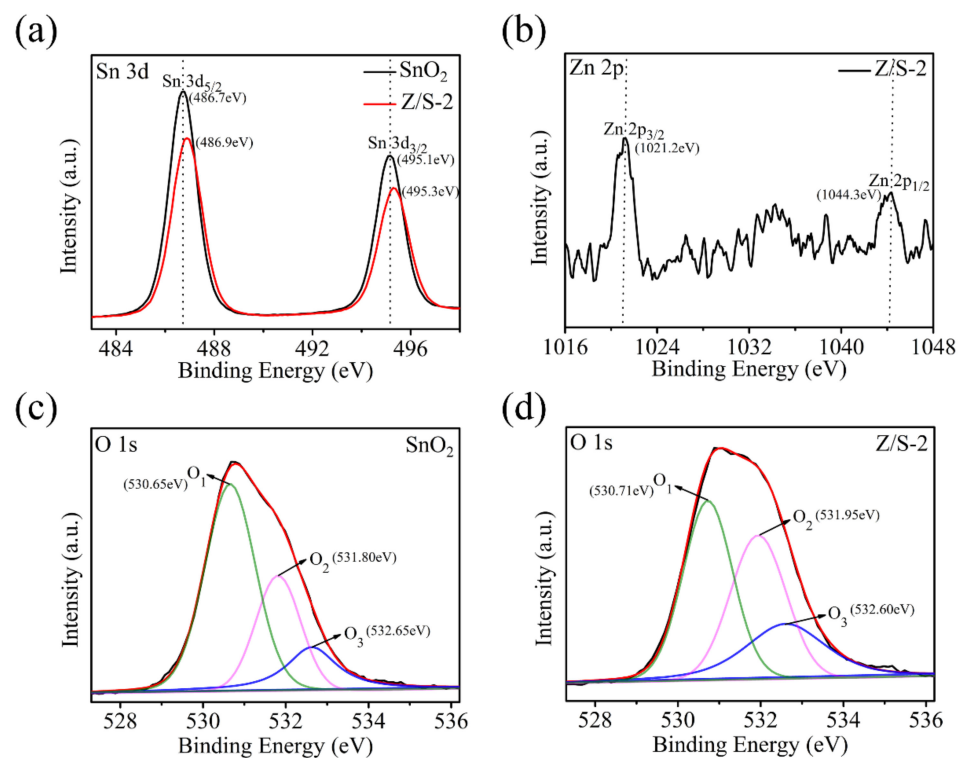 (a)
Sn 3d
Sn 3d5/2
(486.7eV)
(486.9eV)
SnO2
Z/S-2
Sn 3d3/2
(495.1eV)
(495.3eV)
Intensity (a.u.)
484 488 492 496
Binding Energy (eV)
(b)
Zn 2p
Z/S-2
Zn 2p3/2
(1021.2eV)
Zn 2p1/2
(1044.3eV)
Intensity (a.u.)
1016 1024 1032 1040 1048
Binding Energy (eV)
(c)
O 1s
SnO2
O1
(530.65eV)
O2 (531.80eV)
O3 (532.65eV)
Intensity (a.u.)
528 530 532 534 536
Binding Energy (eV)
(d)
O 1s
Z/S-2
(530.71eV) O1
O2 (531.95eV)
O3 (532.60eV)
Intensity (a.u.)
528 530 532 534 536
Binding Energy (eV)